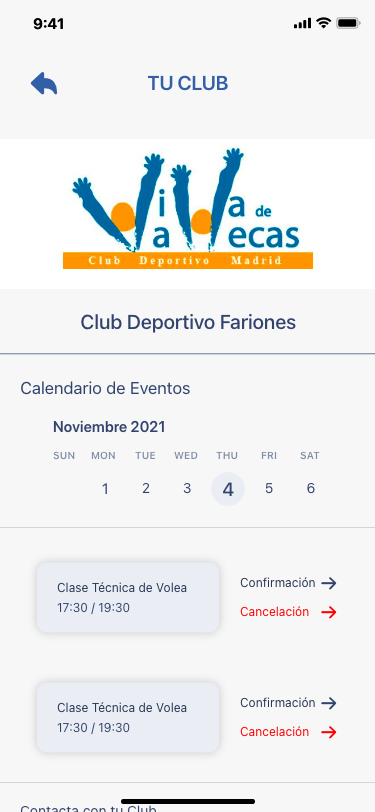 9:41
TU CLUB
ViVa de
Vallecas
Club Deportivo Madrid
Club Deportivo Fariones
Calendario de Eventos
Noviembre 2021
SUN MON TUE WED THU FRI SAT
1 2 3 4 5 6
Clase Técnica de Volea
17:30 / 19:30
Confirmación
Cancelación
Clase Técnica de Volea
17:30 / 19:30
Confirmación
Cancelación
Contacta con tu Club